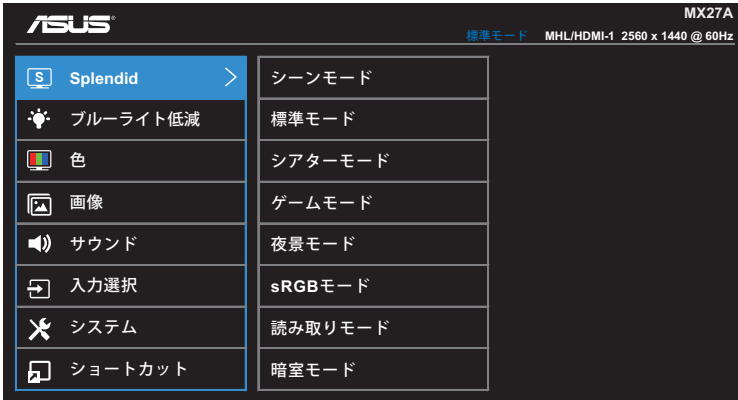 ASUS
MX27A
標準モード MHL/HDMI-1 2560 x 1440 @ 60Hz
S Splendid
ブルーライト低減
色
画像
サウンド
入力選択
システム
ショートカット
シーンモード
標準モード
シアターモード
ゲームモード
夜景モード
sRGBモード
読み取りモード
暗室モード